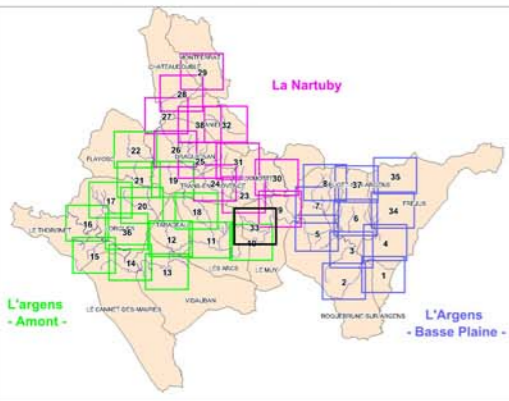 MONTFERRAT
29
CHATEAUDOUBLE
La Nartuby
28
27
38
32
22
26
DRAGUIGNAN
FLAYOSC
25
31
21
19
24
30
8
37
35
TRANS-EN-PROVENCE
17
20
23
7
6
34
FREJUS
16
LE THORONET
LORGUES
36
18
33
5
4
TARADEAU
12
11
10
3
15
14
13
LES ARCS
LE MUY
2
1
L'argens
- Amont -
LE CANNET-DES-MAURES
VIDAUBAN
ROQUEBRUNE-SUR-ARGENS
L'Argens
- Basse Plaine -